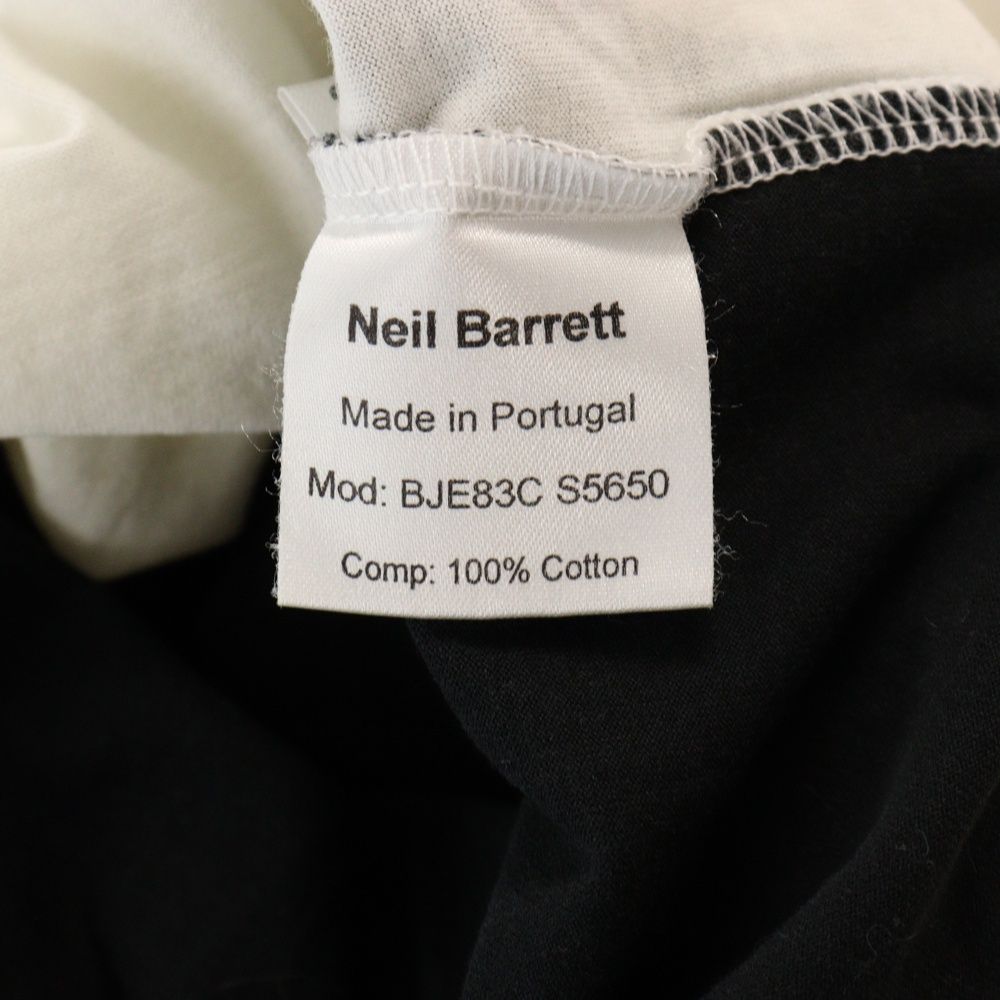 Neil Barrett
Made in Portugal
Mod: BJE83C S5650
Comp: 100% Cotton